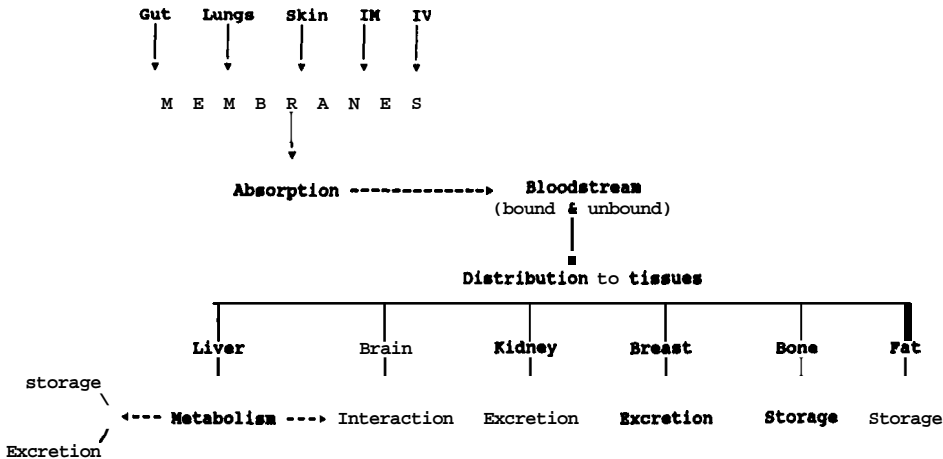 Gut Lungs Skin IM IV
M E M B R A N E S
Absorption Bloodstream
(bound & unbound)
Distribution to tissues
Liver Brain Kidney Breast Bone Fat
storage
Metabolism Interaction Excretion Excretion Storage Storage
Excretion